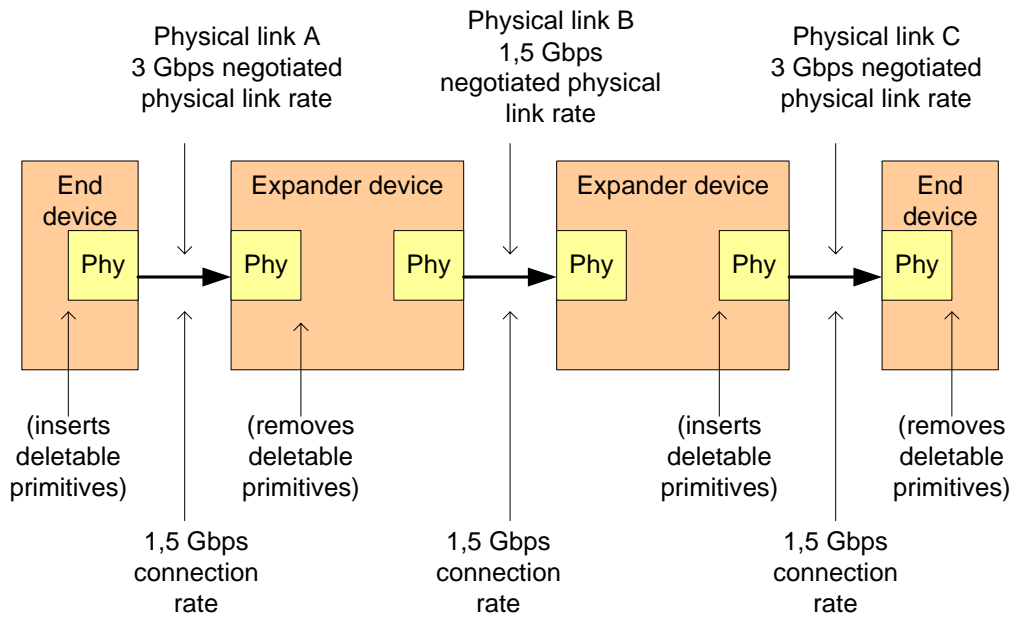 Physical link A
3 Gbps negotiated
physical link rate
Physical link B
1,5 Gbps
negotiated physical
link rate
Physical link C
3 Gbps negotiated
physical link rate
End
device
Phy
Expander device
Phy
Phy
Expander device
Phy
Phy
End
device
Phy
(inserts
deletable
primitives)
(removes
deletable
primitives)
(inserts
deletable
primitives)
(removes
deletable
primitives)
1,5 Gbps
connection
rate
1,5 Gbps
connection
rate
1,5 Gbps
connection
rate